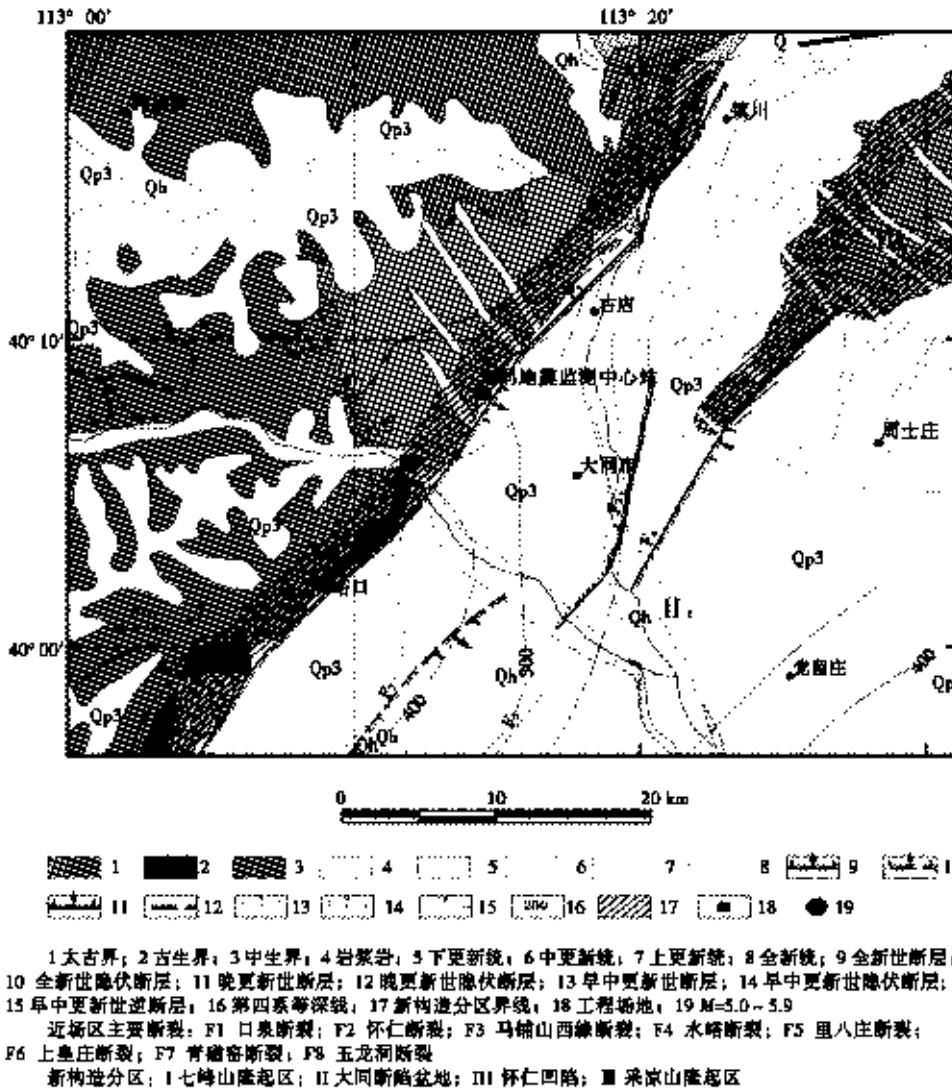 113° 00′
113° 20′
Q
Qh
Qp3
Qp3
Qh
Qp3
古店
40° 10′
Qp3
地震监测中心站
Qp3
周士庄
大同市
Qp3
Qp3
Qp3
口
Qh
40° 00′
Qp3
Qh
900
F2
400
Qp3
Qh
Qh
400
Qp
0 10 20 km
1 2 3 4 5 6 7 8 9 1
11 12 13 14 15 200 16 17 18 19
1 太古界；2 古生界；3 中生界；4 岩浆岩；5 下更新统；6 中更新统；7 上更新统；8 全新统；9 全新世断层；
10 全新世隐伏断层；11 晚更新世断层；12 晚更新世隐伏断层；13 早中更新世断层；14 早中更新世隐伏断层；
15 早中更新世逆断层；16 第四系等深线；17 新构造分区界线；18 工程场地；19 M=5.0~5.9
近场区主要断裂：F1 口泉断裂；F2 怀仁断裂；F3 马铺山西缘断裂；F4 水峪断裂；F5 里八庄断裂；
F6 上皇庄断裂；F7 青磁窑断裂；F8 玉龙洞断裂
新构造分区：I 七峰山隆起区；II 大同断陷盆地；II1 怀仁凹陷；III 采凉山隆起区